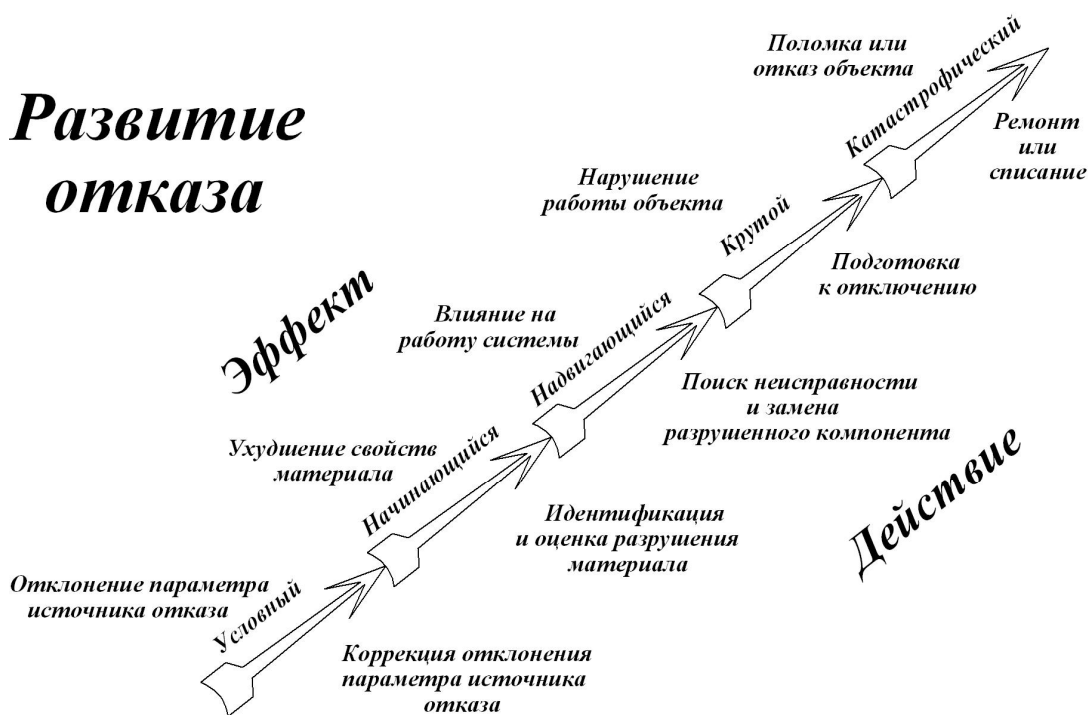 Развитие
отказа
Поломка или
отказ объекта
Катастрофический
Ремонт
или
списание
Нарушение
работы объекта
Крутой
Подготовка
к отключению
Эффект
Влияние на
работу системы
Надвигающийся
Поиск неисправности
и замена
разрушенного компонента
Действие
Ухудшение свойств
материала
Начинающийся
Идентификация
и оценка разрушения
материала
Отклонение параметра
источника отказа
Условный
Коррекция отклонения
параметра источника
отказа